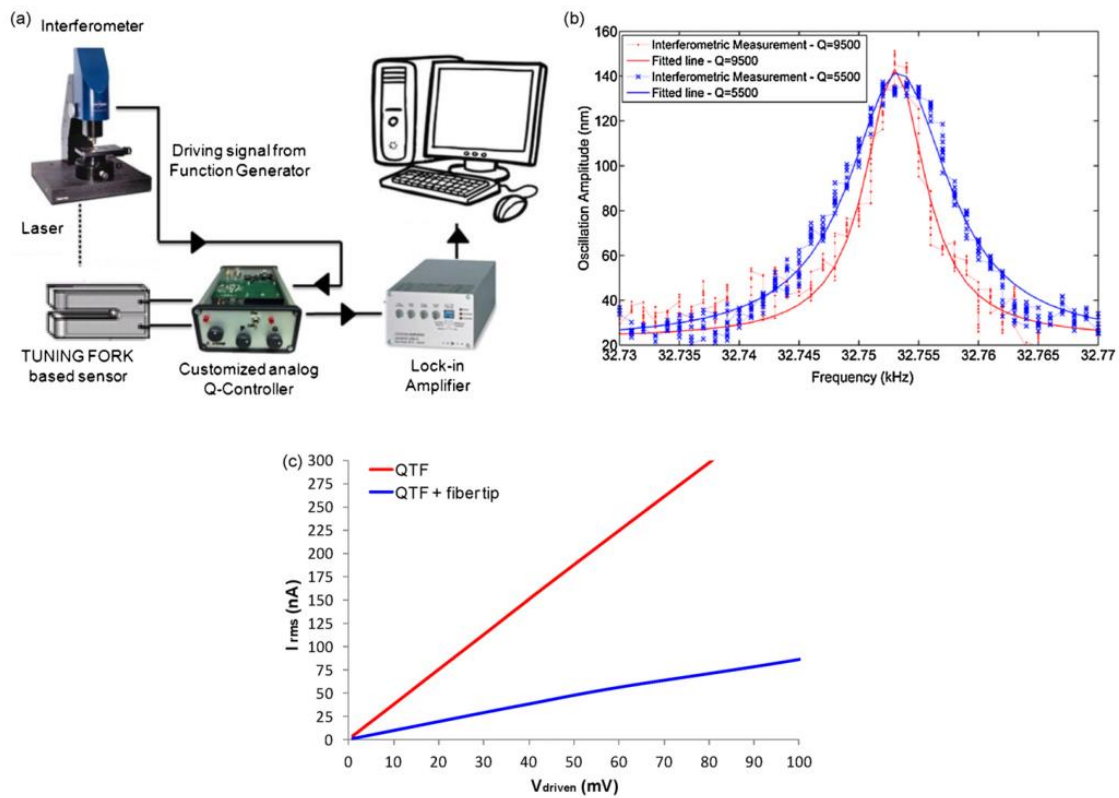 (a)
Interferometer
Driving signal from
Function Generator
Laser
TUNING FORK
based sensor
Customized analog
Q-Controller
Lock-in
Amplifier
(b)
Interferometric Measurement - Q=9500
Fitted line - Q=9500
Interferometric Measurement - Q=5500
Fitted line - Q=5500
Oscillation Amplitude (nm)
160
140
120
100
80
60
40
20
32.73 32.735 32.74 32.745 32.75 32.755 32.76 32.765 32.77
Frequency (kHz)
(c)
QTF
QTF + fibertip
I rms (nA)
300
275
250
225
200
175
150
125
100
75
50
25
0
0 10 20 30 40 50 60 70 80 90 100
Vdriven (mV)